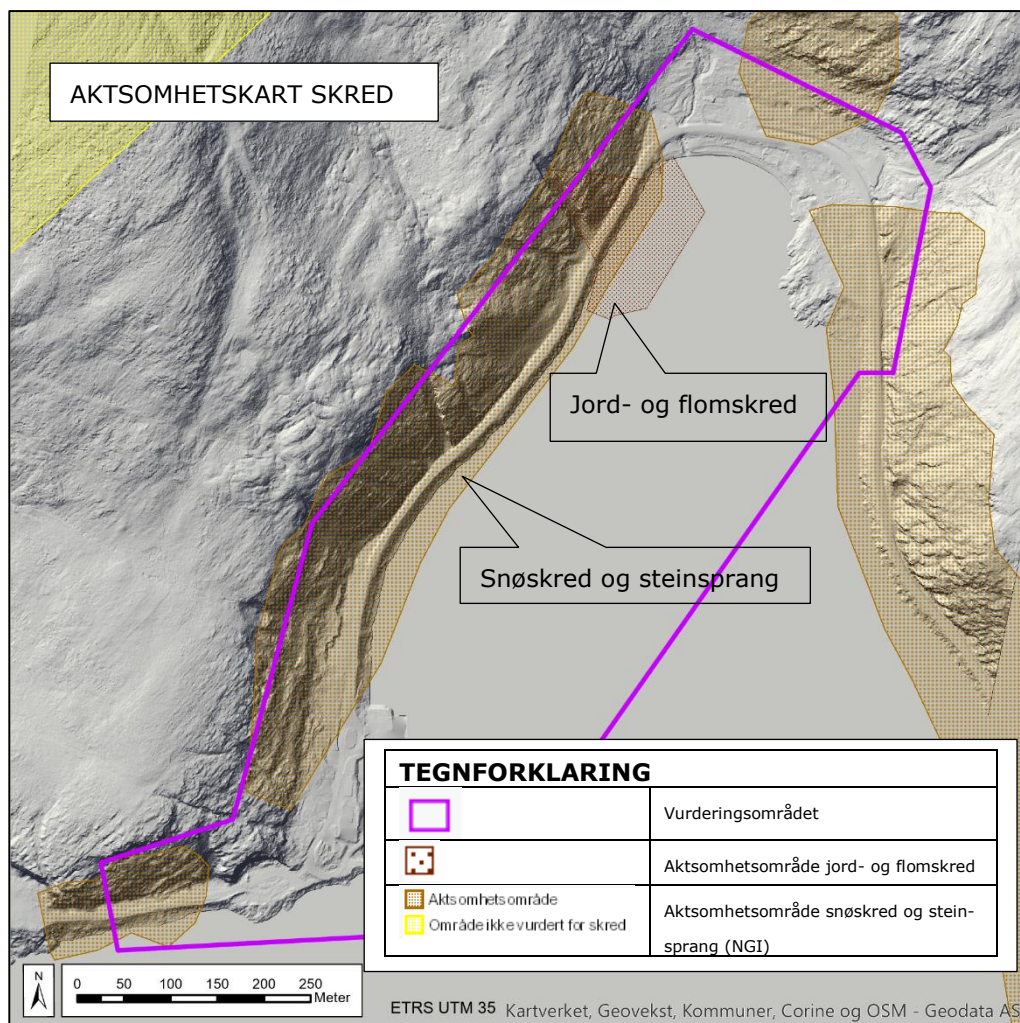 AKTSOMHETSKART SKRED
Jord- og flomskred
Snøskred og steinsprang
TEGNFORKLARING
Vurderingsområdet
Aktsomhetsområde jord- og flomskred
Aktsomhetsområde
Område ikke vurdert for skred
Aktsomhetsområde snøskred og stein-
sprang (NGI)
N
0 50 100 150 200 250
Meter
ETRS UTM 35 Kartverket, Geovekst, Kommuner, Corine og OSM - Geodata AS